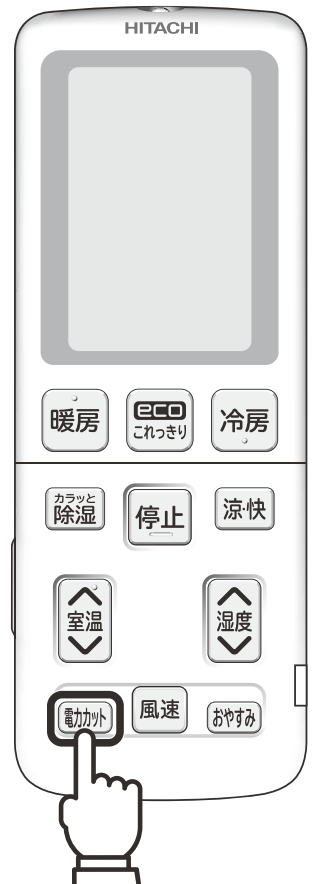 HITACHI
暖房
eco
これっきり
冷房
カラッと
除湿
停止
涼・快
室温
湿度
電力カット
風速
おやすみ